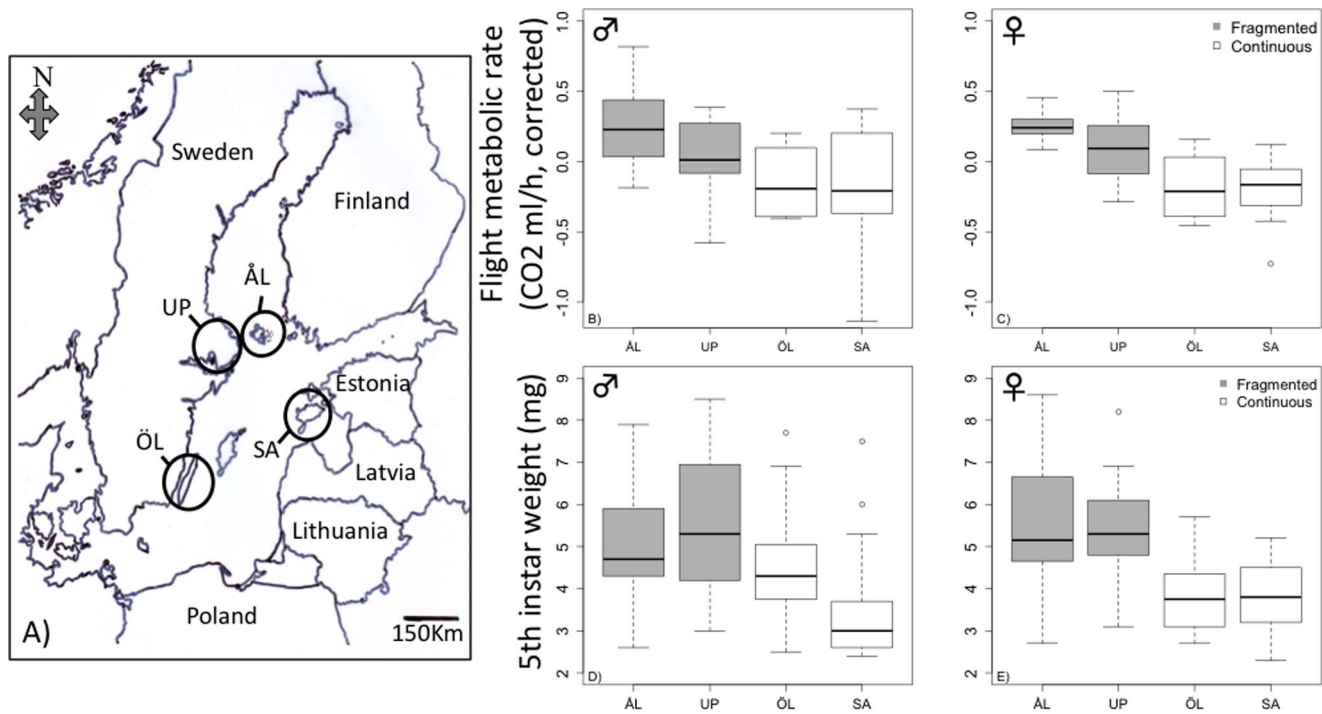 N
Sweden
Finland
ÅL
UP
Estonia
SA
ÖL
Latvia
Lithuania
Poland
150Km
A)
Flight metabolic rate
(CO2 ml/h, corrected)
♂
1.0
0.5
0.0
-0.5
-1.0
B)
ÅL UP ÖL SA
♀
Fragmented
Continuous
1.0
0.5
0.0
-0.5
-1.0
C)
ÅL UP ÖL SA
5th instar weight (mg)
♂
9
8
7
6
5
4
3
2
D)
ÅL UP ÖL SA
♀
Fragmented
Continuous
9
8
7
6
5
4
3
2
E)
ÅL UP ÖL SA